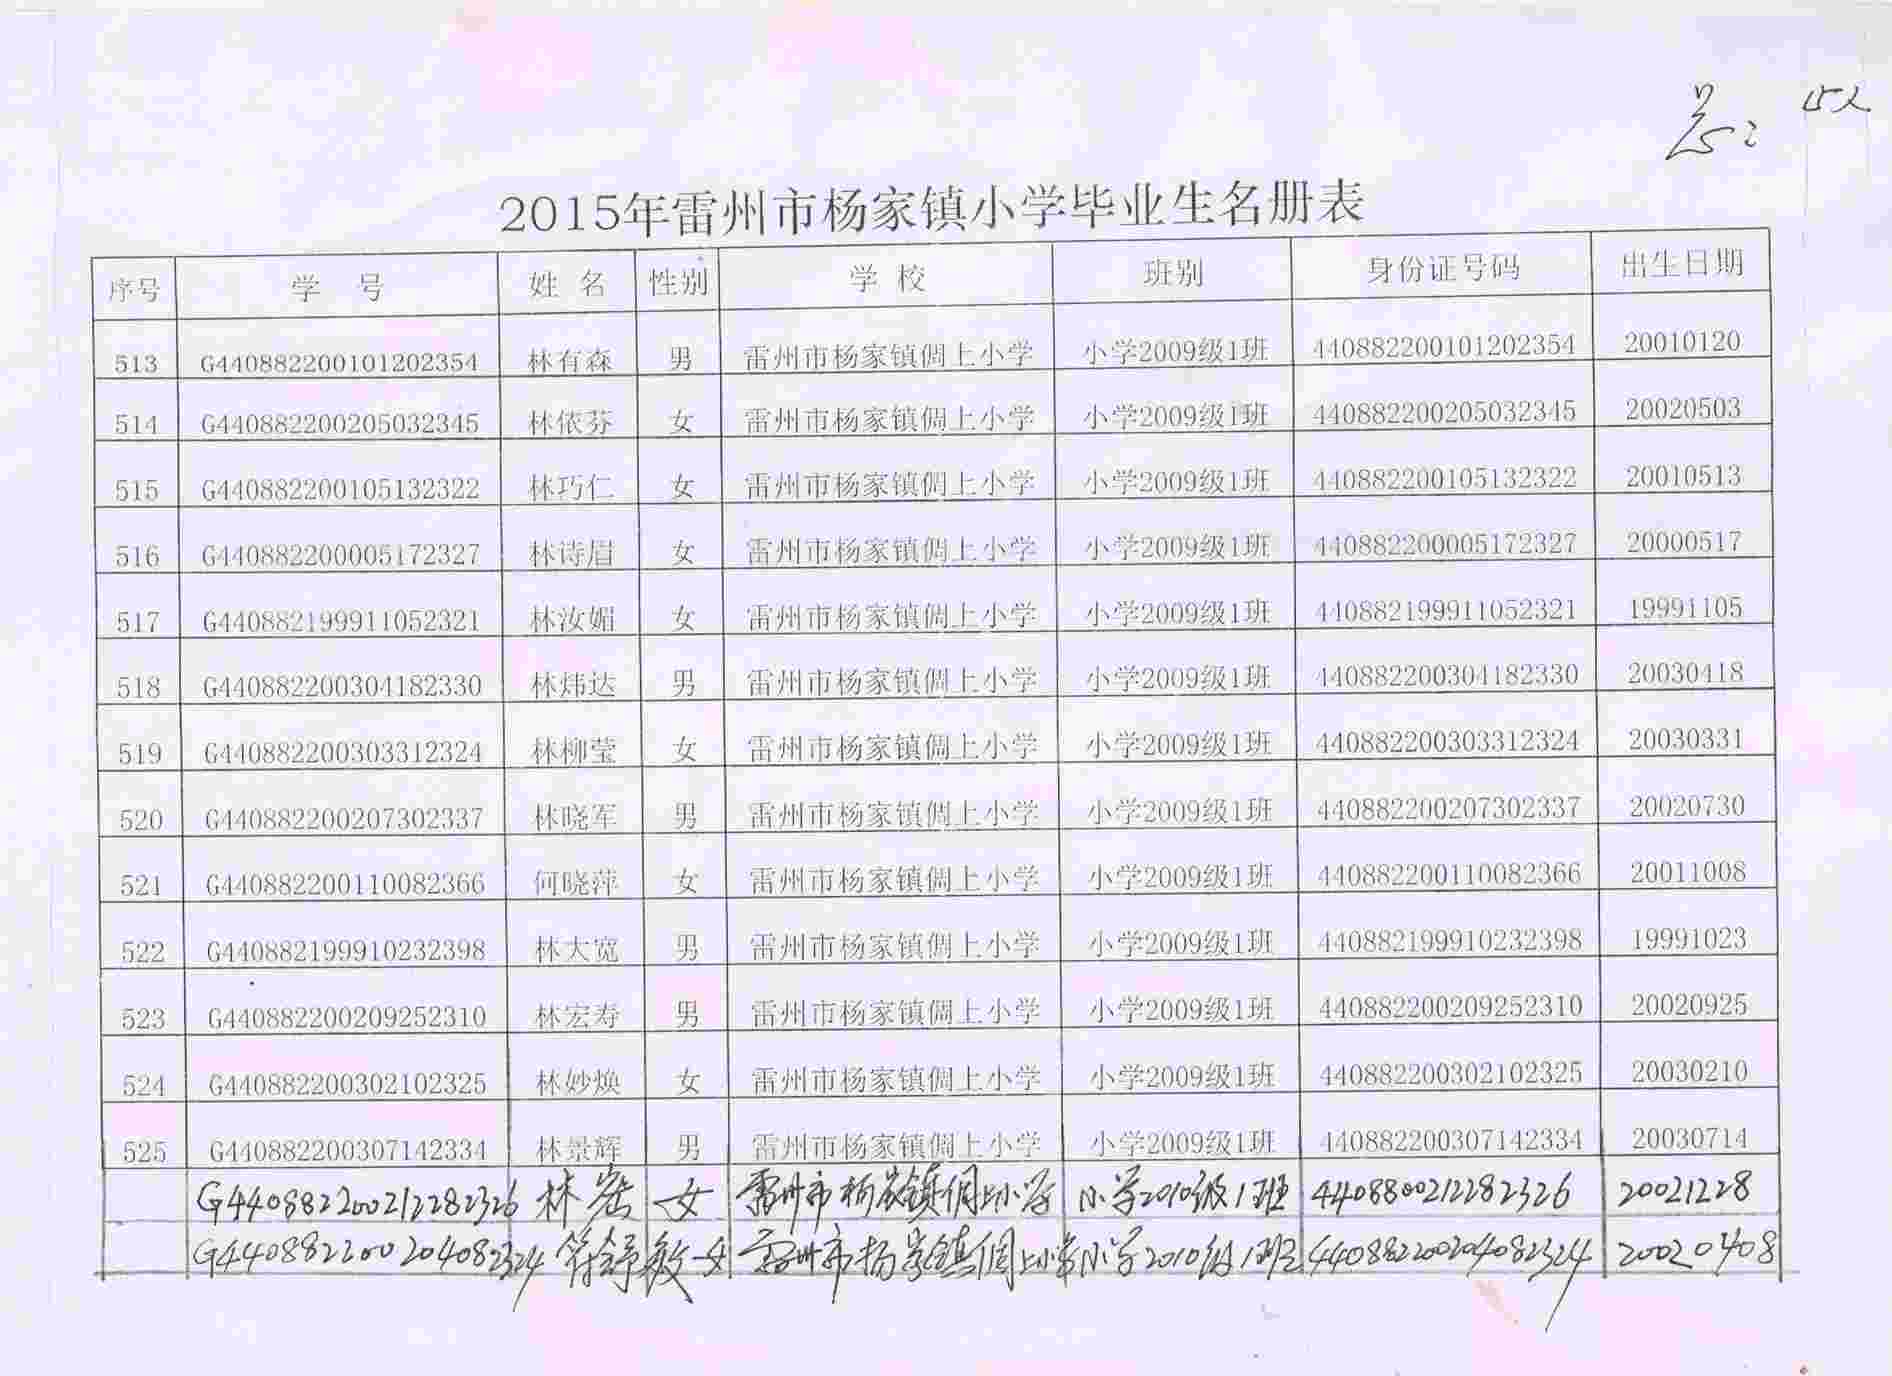 总：15人
2015年雷州市杨家镇小学毕业生名册表
序号 学 号 姓 名 性别 学 校 班别 身份证号码 出生日期
513 G440882200101202354 林有森 男 雷州市杨家镇倜上小学 小学2009级1班 440882200101202354 20010120
514 G440882200205032345 林依芬 女 雷州市杨家镇倜上小学 小学2009级1班 440882200205032345 20020503
515 G440882200105132322 林巧仁 女 雷州市杨家镇倜上小学 小学2009级1班 440882200105132322 20010513
516 G440882200005172327 林诗眉 女 雷州市杨家镇倜上小学 小学2009级1班 440882200005172327 20000517
517 G440882199911052321 林汝媚 女 雷州市杨家镇倜上小学 小学2009级1班 440882199911052321 19991105
518 G440882200304182330 林炜达 男 雷州市杨家镇倜上小学 小学2009级1班 440882200304182330 20030418
519 G440882200303312324 林柳莹 女 雷州市杨家镇倜上小学 小学2009级1班 440882200303312324 20030331
520 G440882200207302337 林晓军 男 雷州市杨家镇倜上小学 小学2009级1班 440882200207302337 20020730
521 G440882200110082366 何晓萍 女 雷州市杨家镇倜上小学 小学2009级1班 440882200110082366 20011008
522 G440882199910232398 林大宽 男 雷州市杨家镇倜上小学 小学2009级1班 440882199910232398 19991023
523 G440882200209252310 林宏寿 男 雷州市杨家镇倜上小学 小学2009级1班 440882200209252310 20020925
524 G440882200302102325 林妙焕 女 雷州市杨家镇倜上小学 小学2009级1班 440882200302102325 20030210
525 G440882200307142334 林景辉 男 雷州市杨家镇倜上小学 小学2009级1班 440882200307142334 20030714
G440882200212282326 林 女 雷州市杨家镇倜上小学 小学2010级1班 4408800212282326 20021228
G440882200204082324 符 敏 女 雷州市杨家镇倜上小学 小学2010级1班 440882200204082324 20020408